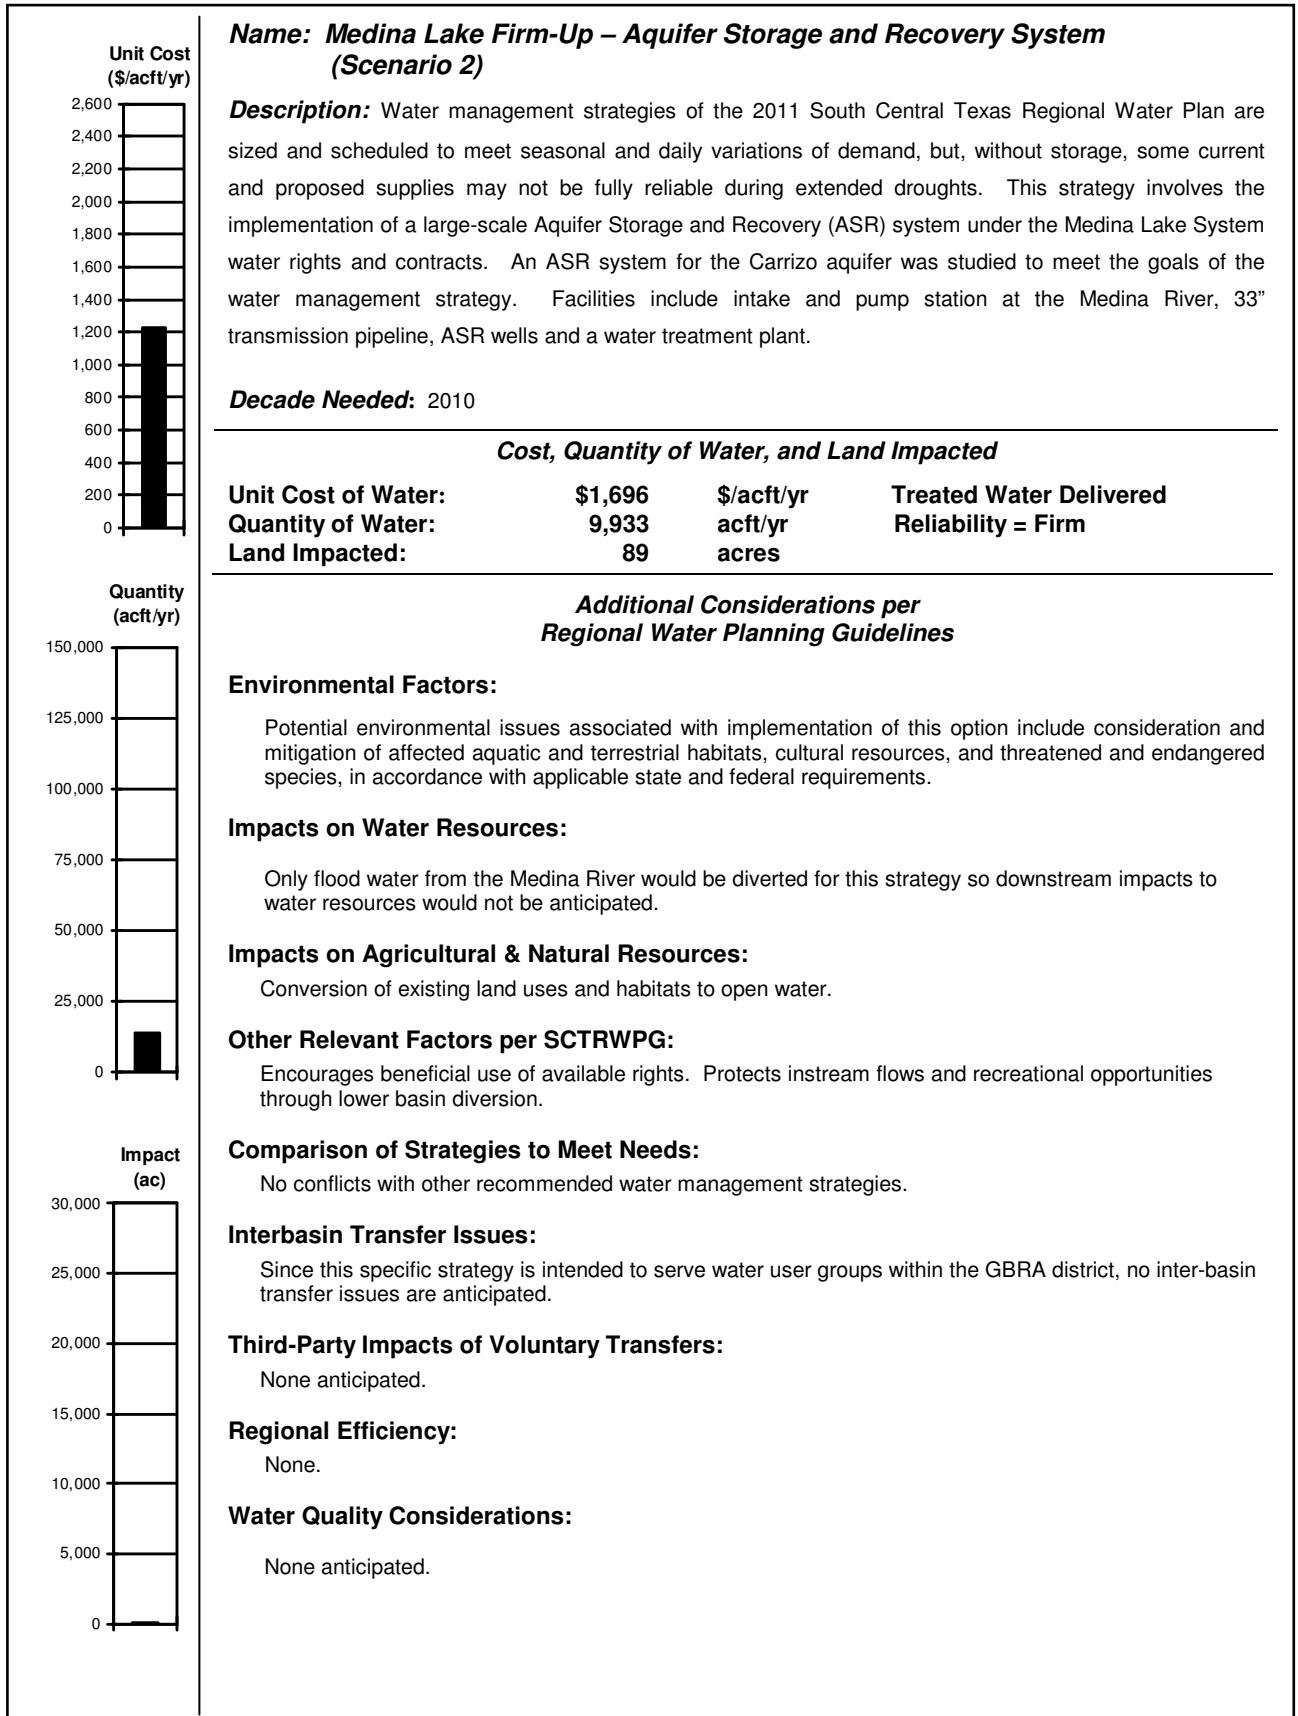 Unit Cost
($/acft/yr)
2,600
2,400
2,200
2,000
1,800
1,600
1,400
1,200
1,000
800
600
400
200
0
Quantity
(acft/yr)
150,000
125,000
100,000
75,000
50,000
25,000
0
Impact
(ac)
30,000
25,000
20,000
15,000
10,000
5,000
0
Name: Medina Lake Firm-Up – Aquifer Storage and Recovery System
(Scenario 2)
Description: Water management strategies of the 2011 South Central Texas Regional Water Plan are
sized and scheduled to meet seasonal and daily variations of demand, but, without storage, some current
and proposed supplies may not be fully reliable during extended droughts. This strategy involves the
implementation of a large-scale Aquifer Storage and Recovery (ASR) system under the Medina Lake System
water rights and contracts. An ASR system for the Carrizo aquifer was studied to meet the goals of the
water management strategy. Facilities include intake and pump station at the Medina River, 33”
transmission pipeline, ASR wells and a water treatment plant.
Decade Needed: 2010
Cost, Quantity of Water, and Land Impacted
Unit Cost of Water: $1,696 $/acft/yr Treated Water Delivered
Quantity of Water: 9,933 acft/yr Reliability = Firm
Land Impacted: 89 acres
Additional Considerations per
Regional Water Planning Guidelines
Environmental Factors:
Potential environmental issues associated with implementation of this option include consideration and
mitigation of affected aquatic and terrestrial habitats, cultural resources, and threatened and endangered
species, in accordance with applicable state and federal requirements.
Impacts on Water Resources:
Only flood water from the Medina River would be diverted for this strategy so downstream impacts to
water resources would not be anticipated.
Impacts on Agricultural & Natural Resources:
Conversion of existing land uses and habitats to open water.
Other Relevant Factors per SCTRWPG:
Encourages beneficial use of available rights. Protects instream flows and recreational opportunities
through lower basin diversion.
Comparison of Strategies to Meet Needs:
No conflicts with other recommended water management strategies.
Interbasin Transfer Issues:
Since this specific strategy is intended to serve water user groups within the GBRA district, no inter-basin
transfer issues are anticipated.
Third-Party Impacts of Voluntary Transfers:
None anticipated.
Regional Efficiency:
None.
Water Quality Considerations:
None anticipated.